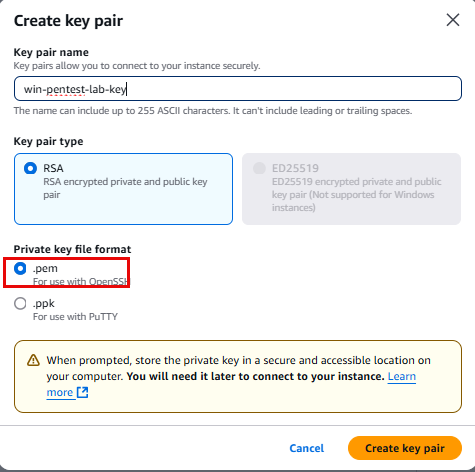 Create key pair
Key pair name
Key pairs allow you to connect to your instance securely.
win-pentest-lab-key
The name can include up to 255 ASCII characters. It can't include leading or trailing spaces.
Key pair type
RSA
RSA encrypted private and public key
pair
ED25519
ED25519 encrypted private and public
key pair (Not supported for Windows
instances)
Private key file format
.pem
For use with OpenSSH
.ppk
For use with PuTTY
When prompted, store the private key in a secure and accessible location on
your computer. You will need it later to connect to your instance. Learn
more
Cancel
Create key pair